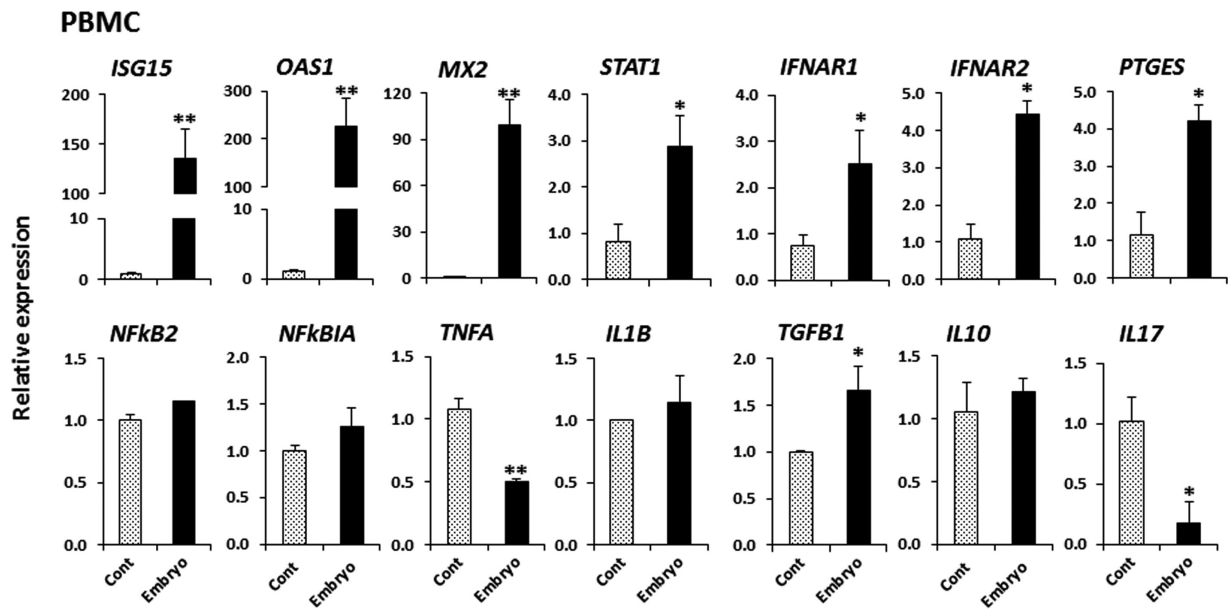 PBMC
ISG15 OAS1 MX2 STAT1 IFNAR1 IFNAR2 PTGES
200 150 100 10 0
**
300 200 100 10 0
**
120 90 60 30 0
**
4.0 3.0 2.0 1.0 0.0
*
4.0 3.0 2.0 1.0 0.0
*
5.0 4.0 3.0 2.0 1.0 0.0
*
5.0 4.0 3.0 2.0 1.0 0.0
*
Relative expression
NFkB2 NFkBIA TNFA IL1B TGFB1 IL10 IL17
1.5 1.0 0.5 0.0
2.0 1.5 1.0 0.5 0.0
1.5 1.0 0.5 0.0
**
1.5 1.0 0.5 0.0
2.0 1.5 1.0 0.5 0.0
*
1.5 1.0 0.5 0.0
1.5 1.0 0.5 0.0
*
Cont Embryo Cont Embryo Cont Embryo Cont Embryo Cont Embryo Cont Embryo Cont Embryo